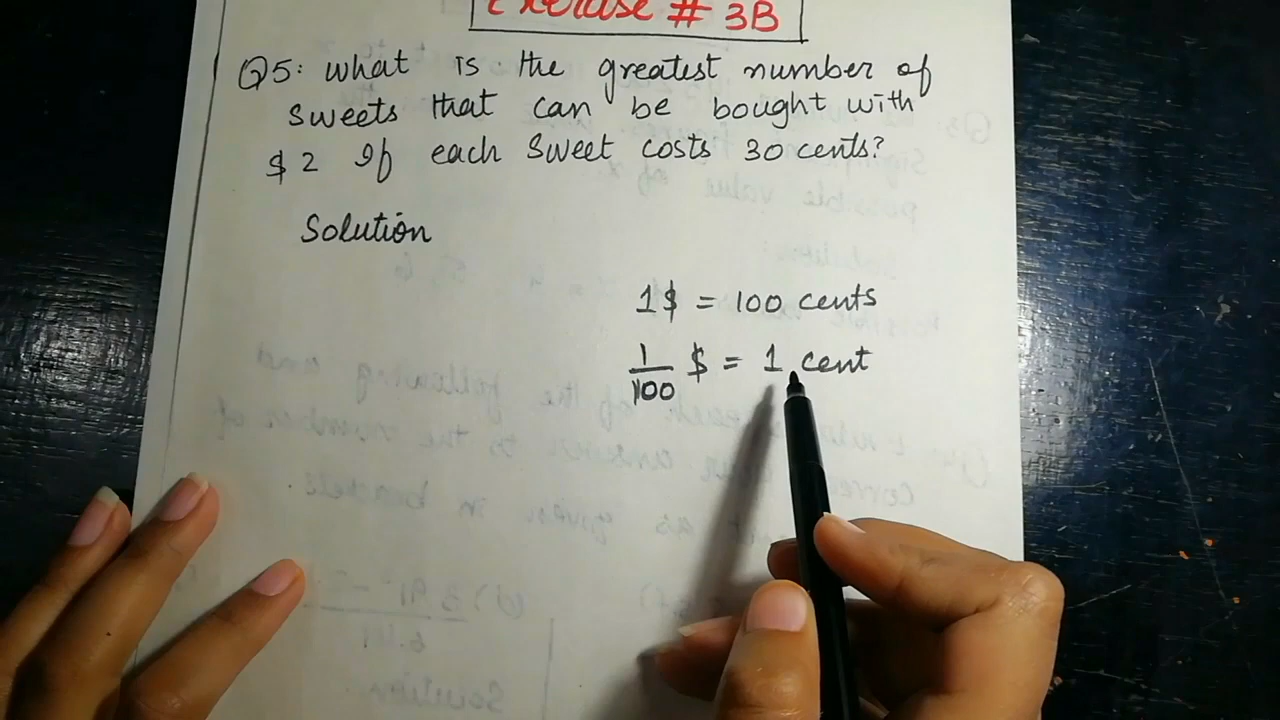 Exercise # 3B
Q5: What is the greatest number of
sweets that can be bought with
$ 2 If each sweet costs 30 cents?
Solution
1$ = 100 cents
1/100 $ = 1 cent